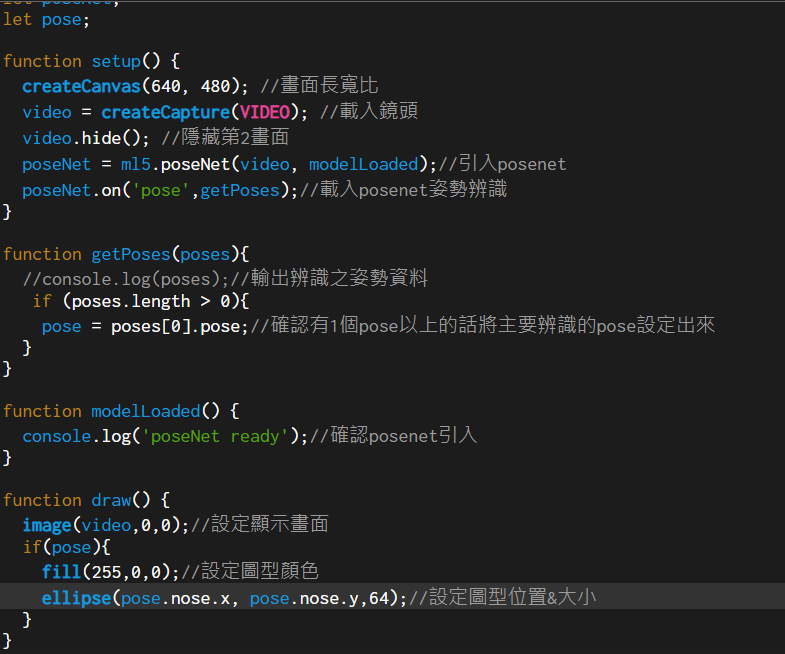 let poseNet;
let pose;
function setup() {
createCanvas(640, 480); //畫面長寬比
video = createCapture(VIDEO); //載入鏡頭
video.hide(); //隱藏第2畫面
poseNet = ml5.poseNet(video, modelLoaded);//引入posenet
poseNet.on('pose',getPoses);//載入posenet姿勢辨識
}
function getPoses(poses){
//console.log(poses);//輸出辨識之姿勢資料
if (poses.length > 0){
pose = poses[0].pose;//確認有1個pose以上的話將主要辨識的pose設定出來
}
}
function modelLoaded() {
console.log('poseNet ready');//確認posenet引入
}
function draw() {
image(video,0,0);//設定顯示畫面
if(pose){
fill(255,0,0);//設定圖型顏色
ellipse(pose.nose.x, pose.nose.y,64);//設定圖型位置&大小
}
}